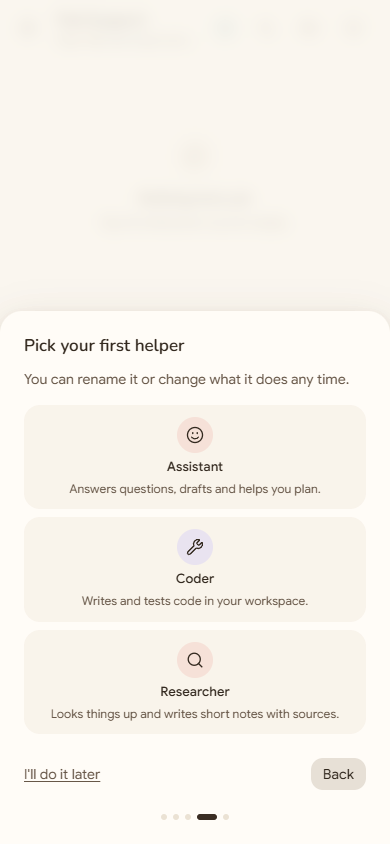 Pick your first helper
You can rename it or change what it does any time.
Assistant
Answers questions, drafts and helps you plan.
Coder
Writes and tests code in your workspace.
Researcher
Looks things up and writes short notes with sources.
I'll do it later
Back